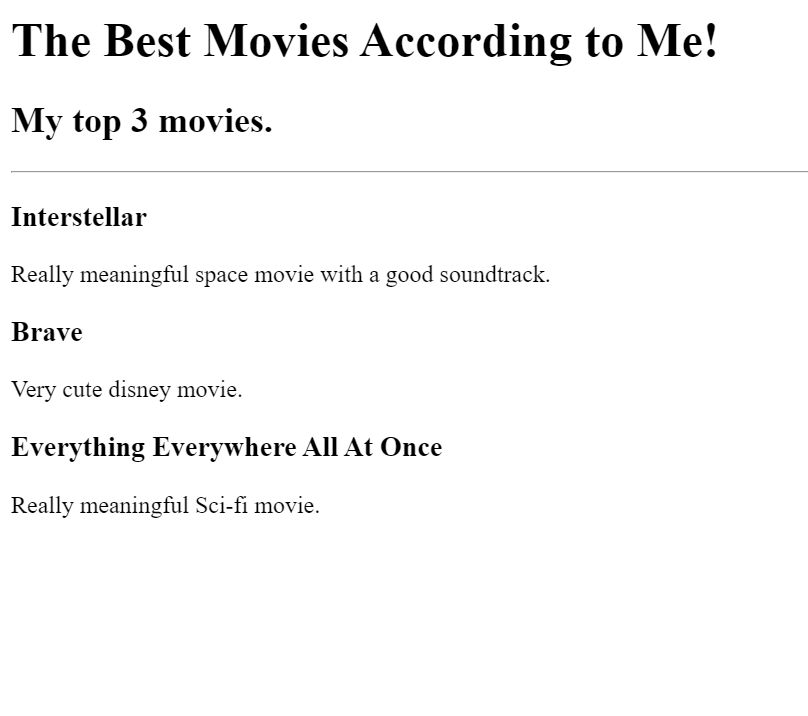 The Best Movies According to Me!
My top 3 movies.
Interstellar
Really meaningful space movie with a good soundtrack.
Brave
Very cute disney movie.
Everything Everywhere All At Once
Really meaningful Sci-fi movie.